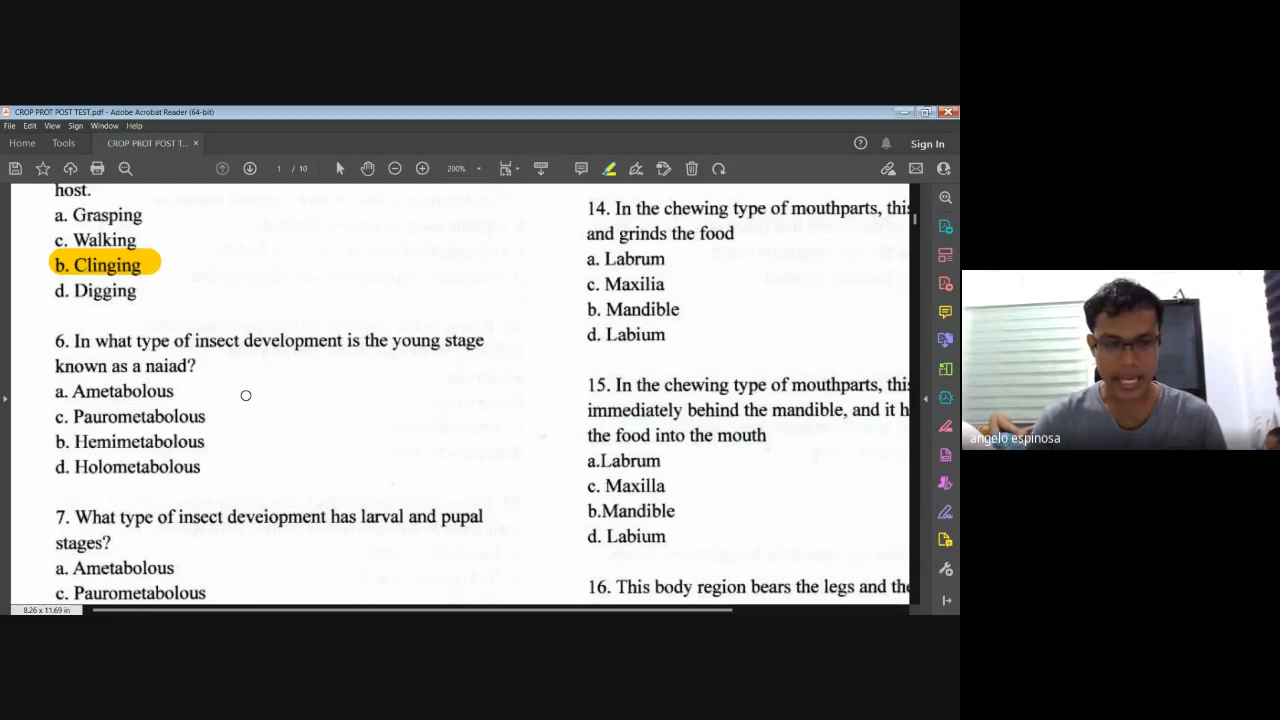 CROP PROT POST TEST.pdf - Adobe Acrobat Reader (64-bit)
File Edit View Sign Window Help
Home Tools CROP PROT POST T... × Sign In
1 / 10 200%
host.
a. Grasping
c. Walking
b. Clinging
d. Digging
6. In what type of insect development is the young stage
known as a naiad?
a. Ametabolous
c. Paurometabolous
b. Hemimetabolous
d. Holometabolous
7. What type of insect deveiopment has larval and pupal
stages?
a. Ametabolous
c. Paurometabolous
14. In the chewing type of mouthparts, this
and grinds the food
a. Labrum
c. Maxilia
b. Mandible
d. Labium
15. In the chewing type of mouthparts, this
immediately behind the mandible, and it h
the food into the mouth
a.Labrum
c. Maxilla
b.Mandible
d. Labium
16. This body region bears the legs and the
8.26 x 11.69 in
angelo espinosa